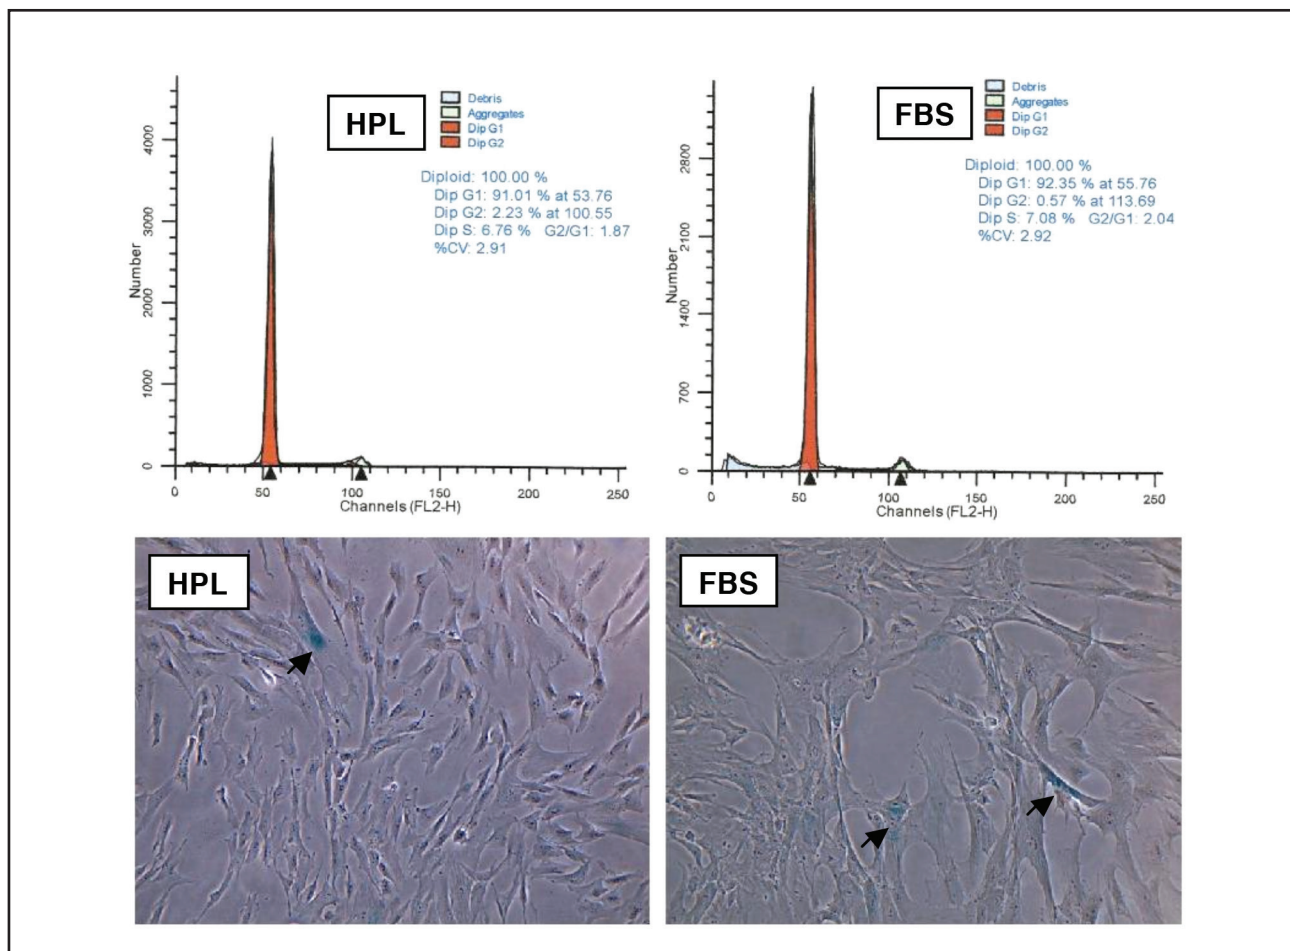 HPL
Debris
Aggregates
Dip G1
Dip G2
Diploid: 100.00 %
Dip G1: 91.01 % at 53.76
Dip G2: 2.23 % at 100.55
Dip S: 6.76 % G2/G1: 1.87
%CV: 2.91
Number
4000
3000
2000
1000
0
0 50 100 150 200 250
Channels (FL2-H)
FBS
Debris
Aggregates
Dip G1
Dip G2
Diploid: 100.00 %
Dip G1: 92.35 % at 55.76
Dip G2: 0.57 % at 113.69
Dip S: 7.08 % G2/G1: 2.04
%CV: 2.92
Number
2800
2100
1400
700
0
0 50 100 150 200 250
Channels (FL2-H)
HPL
FBS